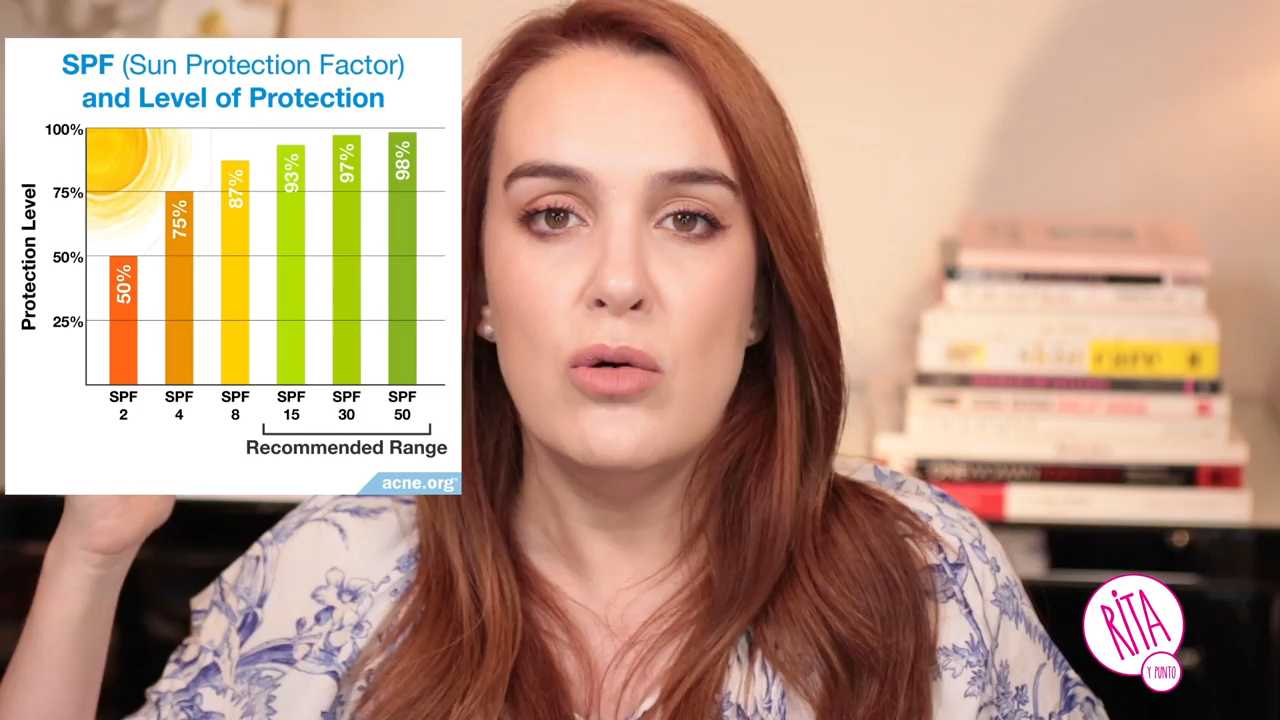 SPF (Sun Protection Factor)
and Level of Protection
Protection Level
100%
75%
50%
25%
50%
75%
87%
93%
97%
98%
SPF 2
SPF 4
SPF 8
SPF 15
SPF 30
SPF 50
Recommended Range
acne.org
skin care
RiTA
Y PUNTO